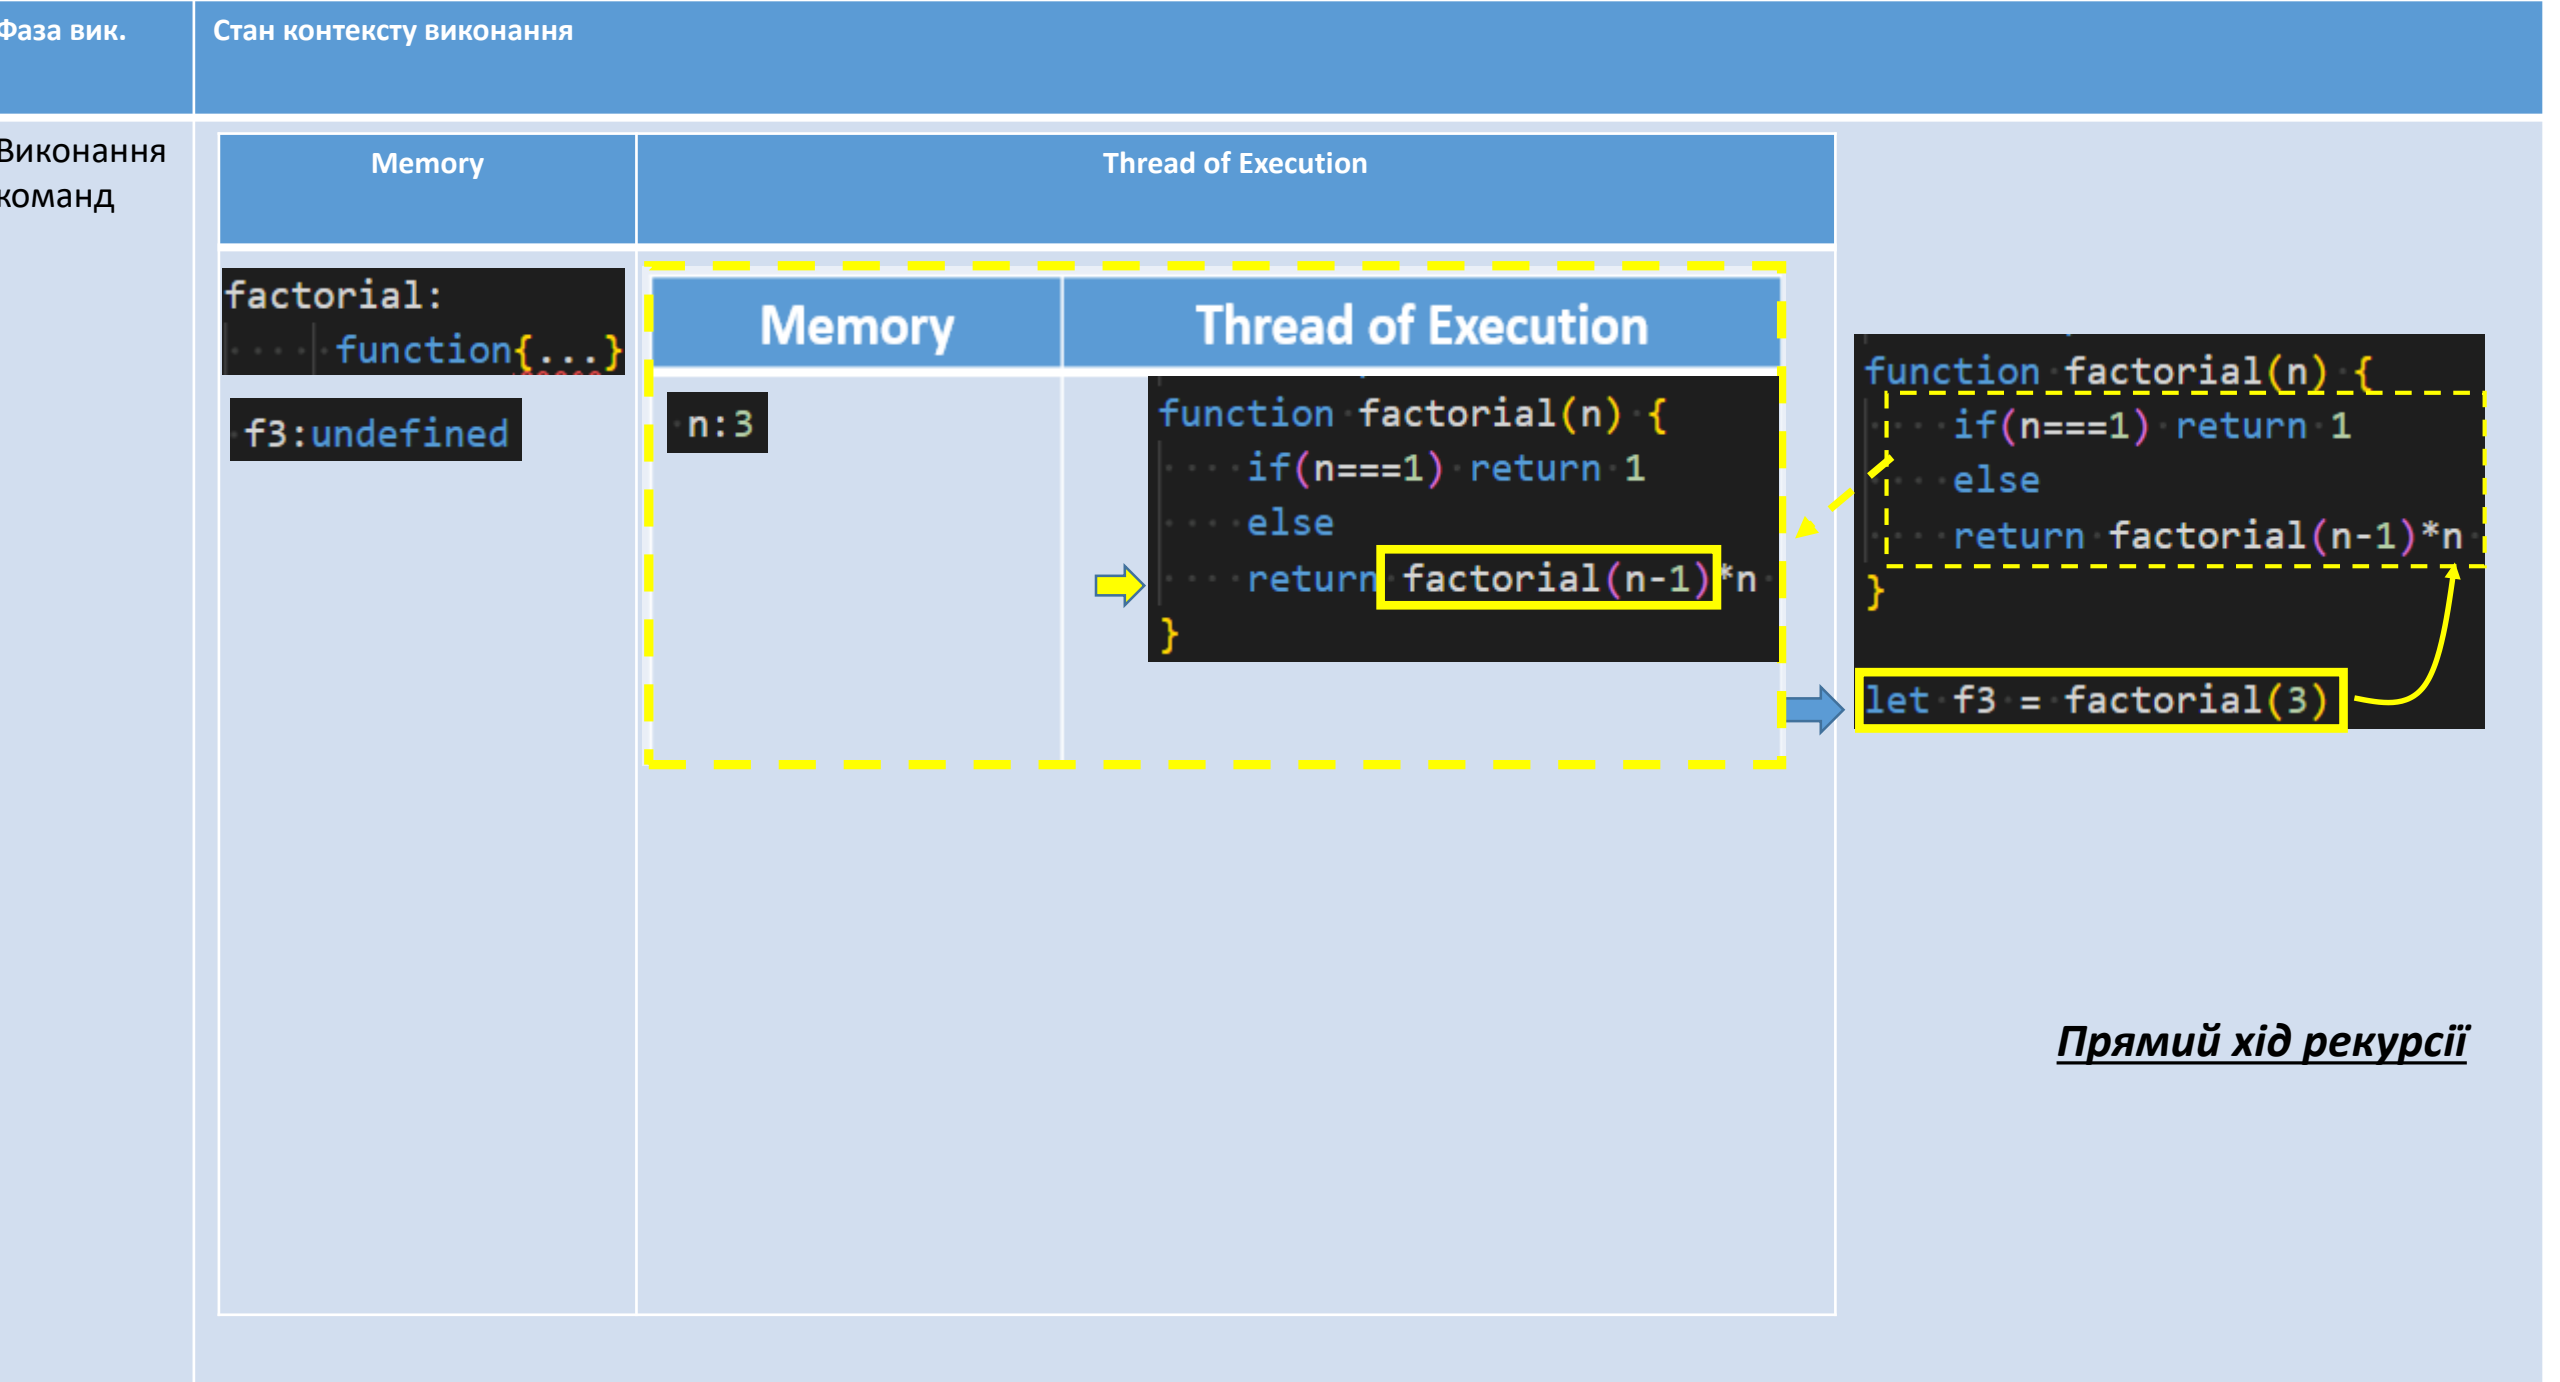 Фаза вик.
Стан контексту виконання
Виконання
команд
Memory
Thread of Execution
factorial:
function{...}
f3:undefined
Memory
Thread of Execution
n:3
function factorial(n) {
if(n===1) return 1
else
return factorial(n-1)*n
}
function factorial(n) {
if(n===1) return 1
else
return factorial(n-1)*n
}
let f3 = factorial(3)
Прямий хід рекурсії